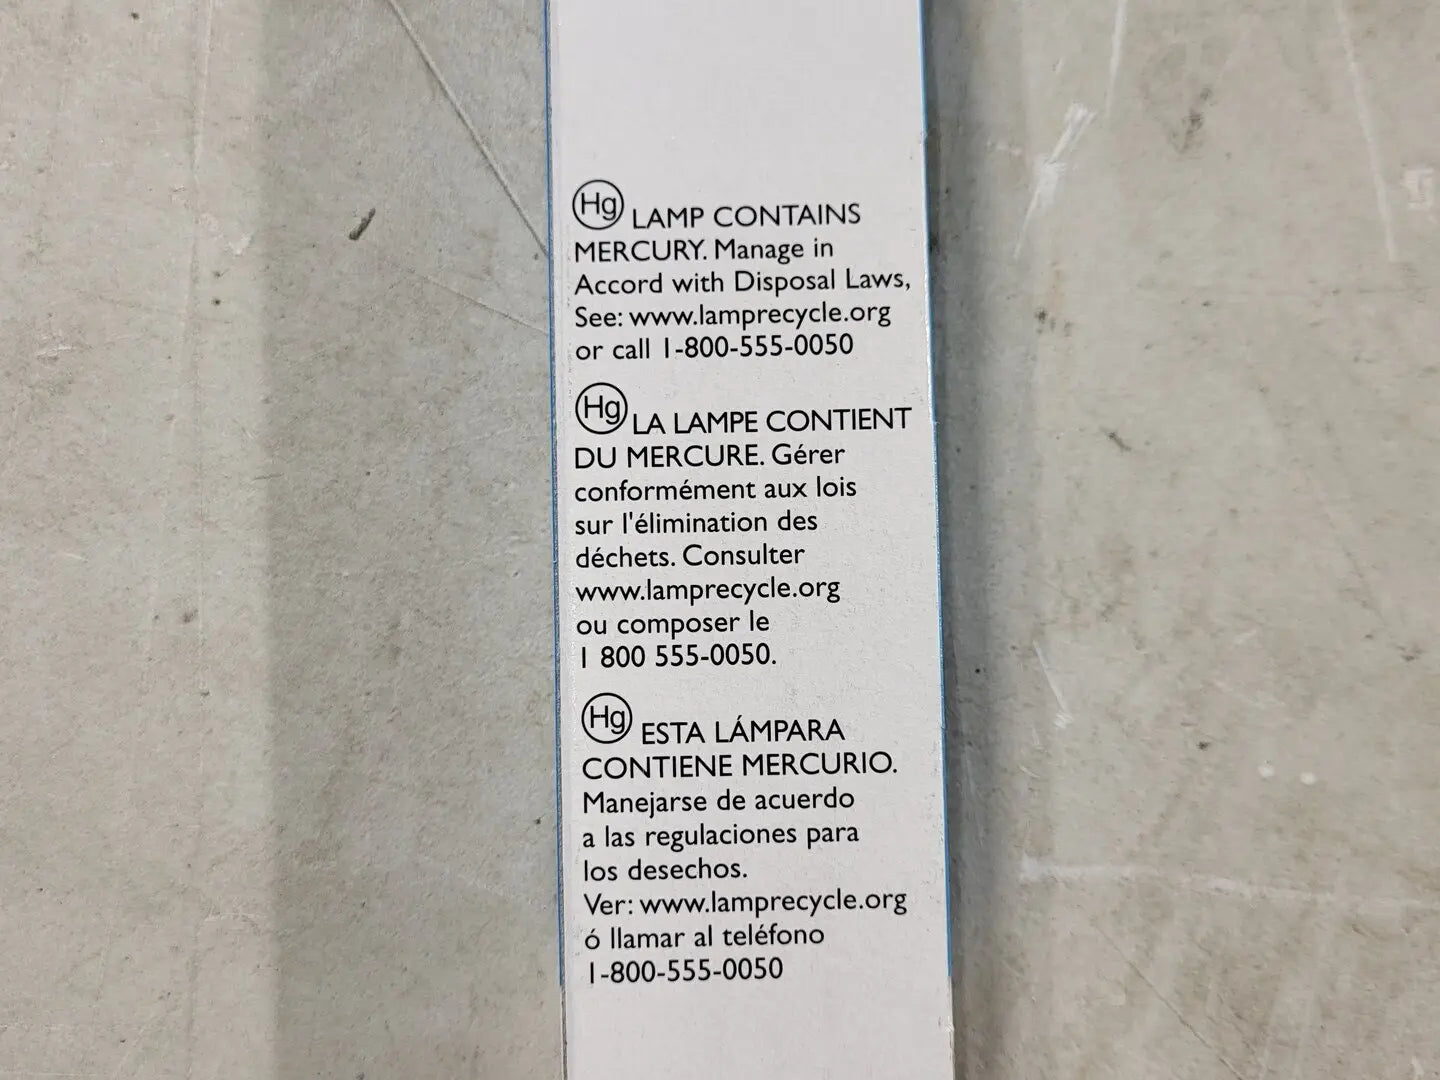 Hg LAMP CONTAINS
MERCURY. Manage in
Accord with Disposal Laws,
See: www.lamprecycle.org
or call 1-800-555-0050
Hg LA LAMPE CONTIENT
DU MERCURE. Gérer
conformément aux lois
sur l'élimination des
déchets. Consulter
www.lamprecycle.org
ou composer le
1 800 555-0050.
Hg ESTA LÁMPARA
CONTIENE MERCURIO.
Manejarse de acuerdo
a las regulaciones para
los desechos.
Ver: www.lamprecycle.org
ó llamar al teléfono
1-800-555-0050